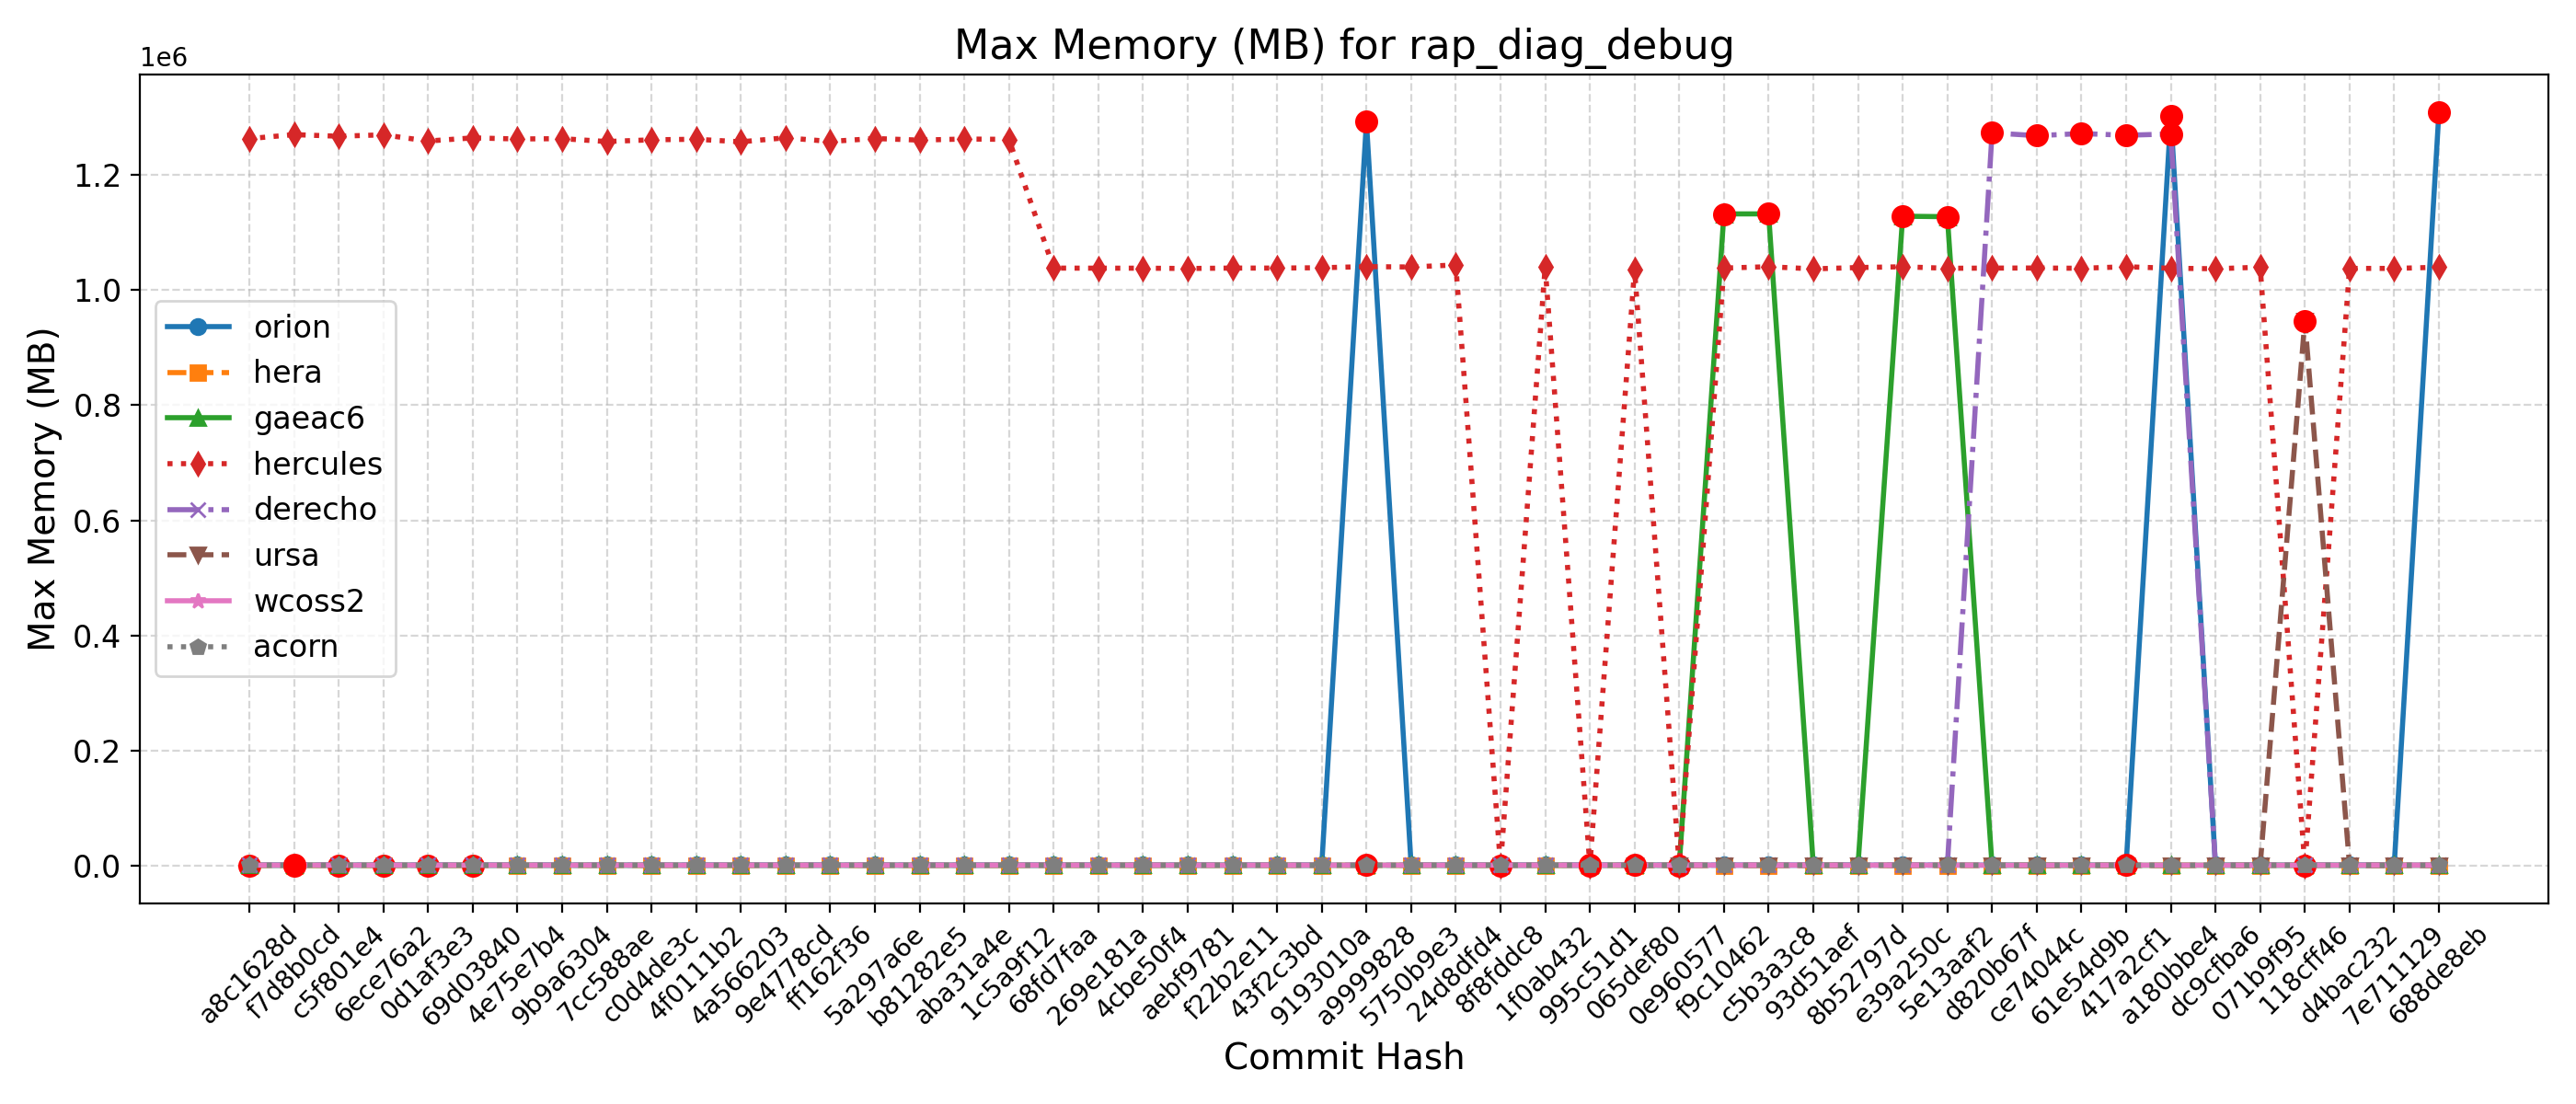 Max Memory (MB) for rap_diag_debug
1e6
Max Memory (MB)
1.2
1.0
0.8
0.6
0.4
0.2
0.0
orion
hera
gaeac6
hercules
derecho
ursa
wcoss2
acorn
a8c1628d
f7d8b0cd
c5f801e4
6ece76a2
0d1af3e3
69d03840
4e75e7b4
9b9a6304
7cc588ae
c0d4de3c
4f0111b2
4a566203
9e4778cd
ff162f36
5a297a6e
b81282e5
aba31a4e
1c5a9f12
68fd7faa
269e181a
4cbe50f4
aebf9781
f22b2e11
43f2c3bd
9193010a
a9999828
5750b9e3
24d8dfd4
8f8fddc8
1f0ab432
995c51d1
065def80
0e960577
f9c10462
c5b3a3c8
93d51aef
8b52797d
e39a250c
5e13aaf2
d820b67f
ce74044c
61e54d9b
417a2cf1
a180bbe4
dc9cfba6
071b9f95
118cff46
d4bac232
7e711129
688de8eb
Commit Hash